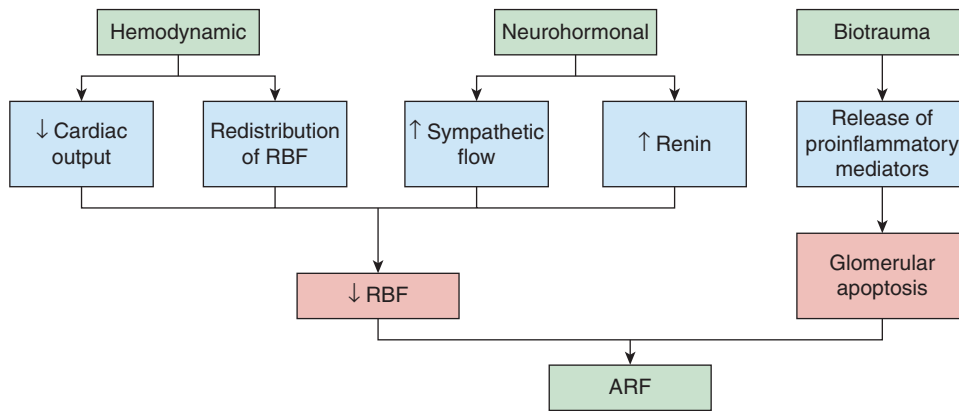 Hemodynamic
Neurohormonal
Biotrauma
↓ Cardiac
output
Redistribution
of RBF
↑ Sympathetic
flow
↑ Renin
Release of
proinflammatory
mediators
↓ RBF
Glomerular
apoptosis
ARF